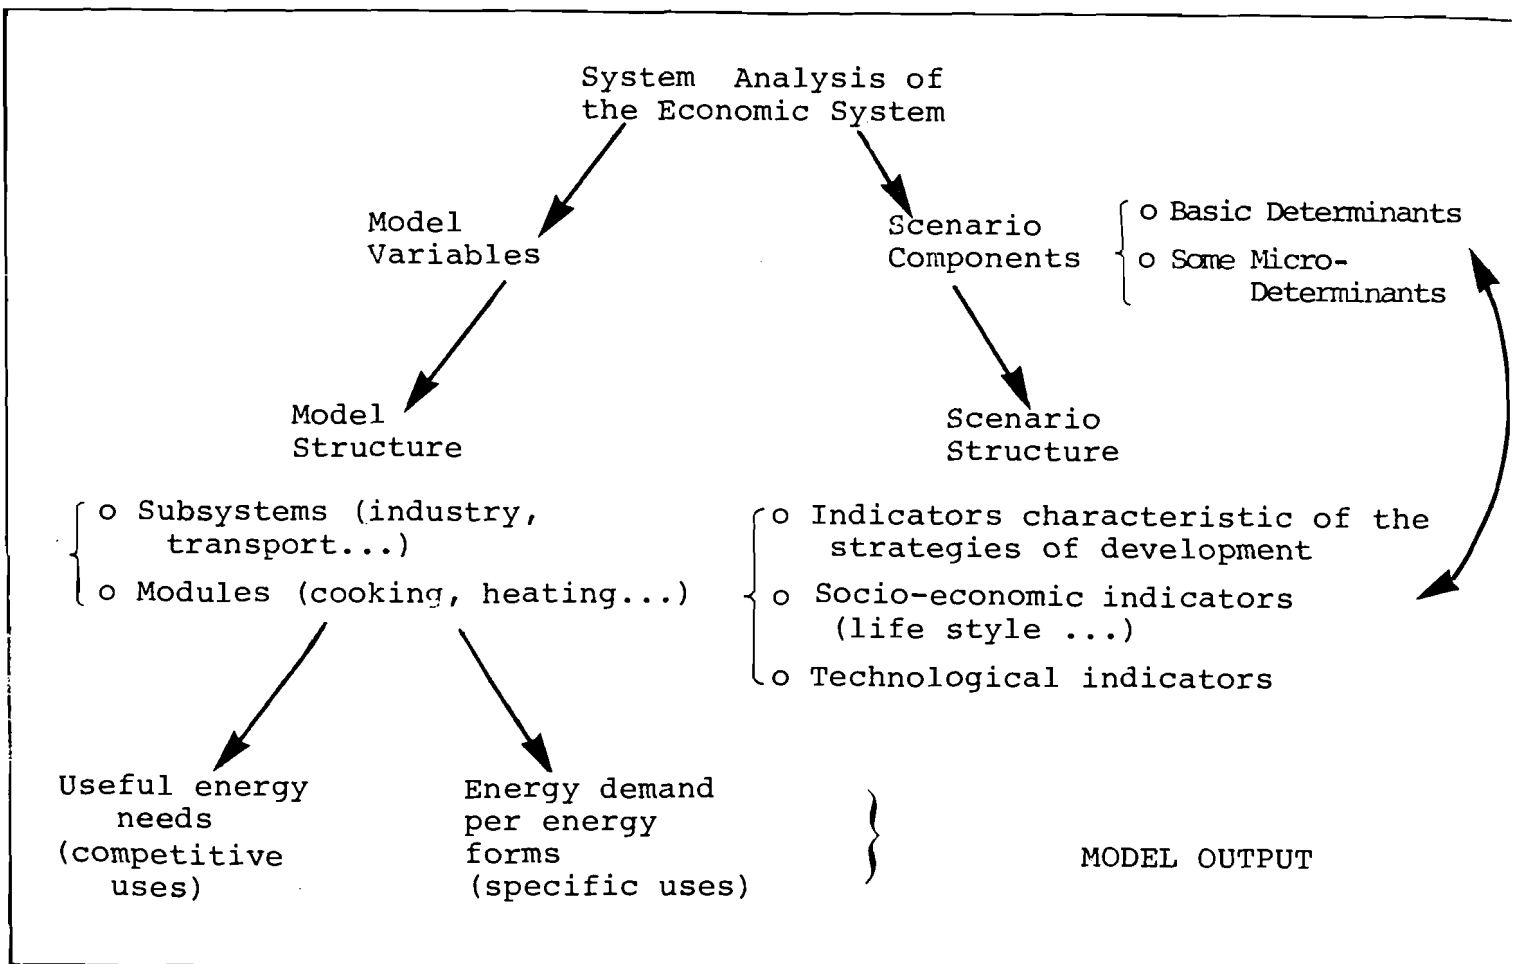 System Analysis of
the Economic System
Model
Variables
Scenario
Components
o Basic Determinants
o Some Micro-
Determinants
Model
Structure
Scenario
Structure
o Subsystems (industry,
transport...)
o Modules (cooking, heating...)
o Indicators characteristic of the
strategies of development
o Socio-economic indicators
(life style ...)
o Technological indicators
Useful energy
needs
(competitive
uses)
Energy demand
per energy
forms
(specific uses)
MODEL OUTPUT